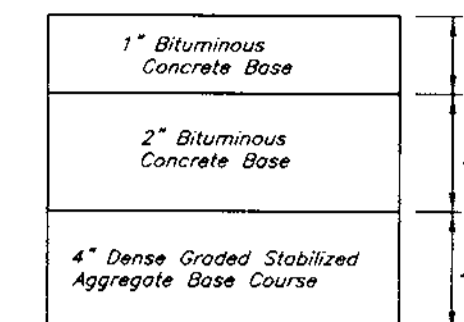 1" Bituminous
Concrete Base
2" Bituminous
Concrete Base
4" Dense Graded Stabilized
Aggregate Base Course